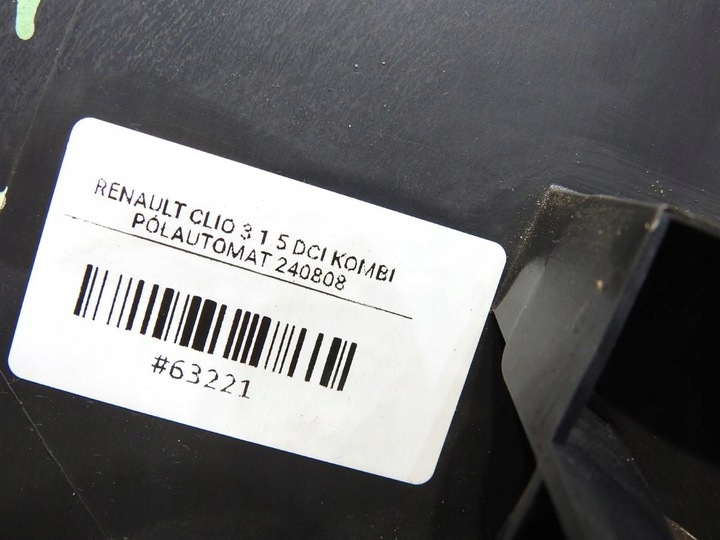 RENAULT CLIO 3 1 5 DCI KOMBI
PÓŁAUTOMAT 240808
#63221